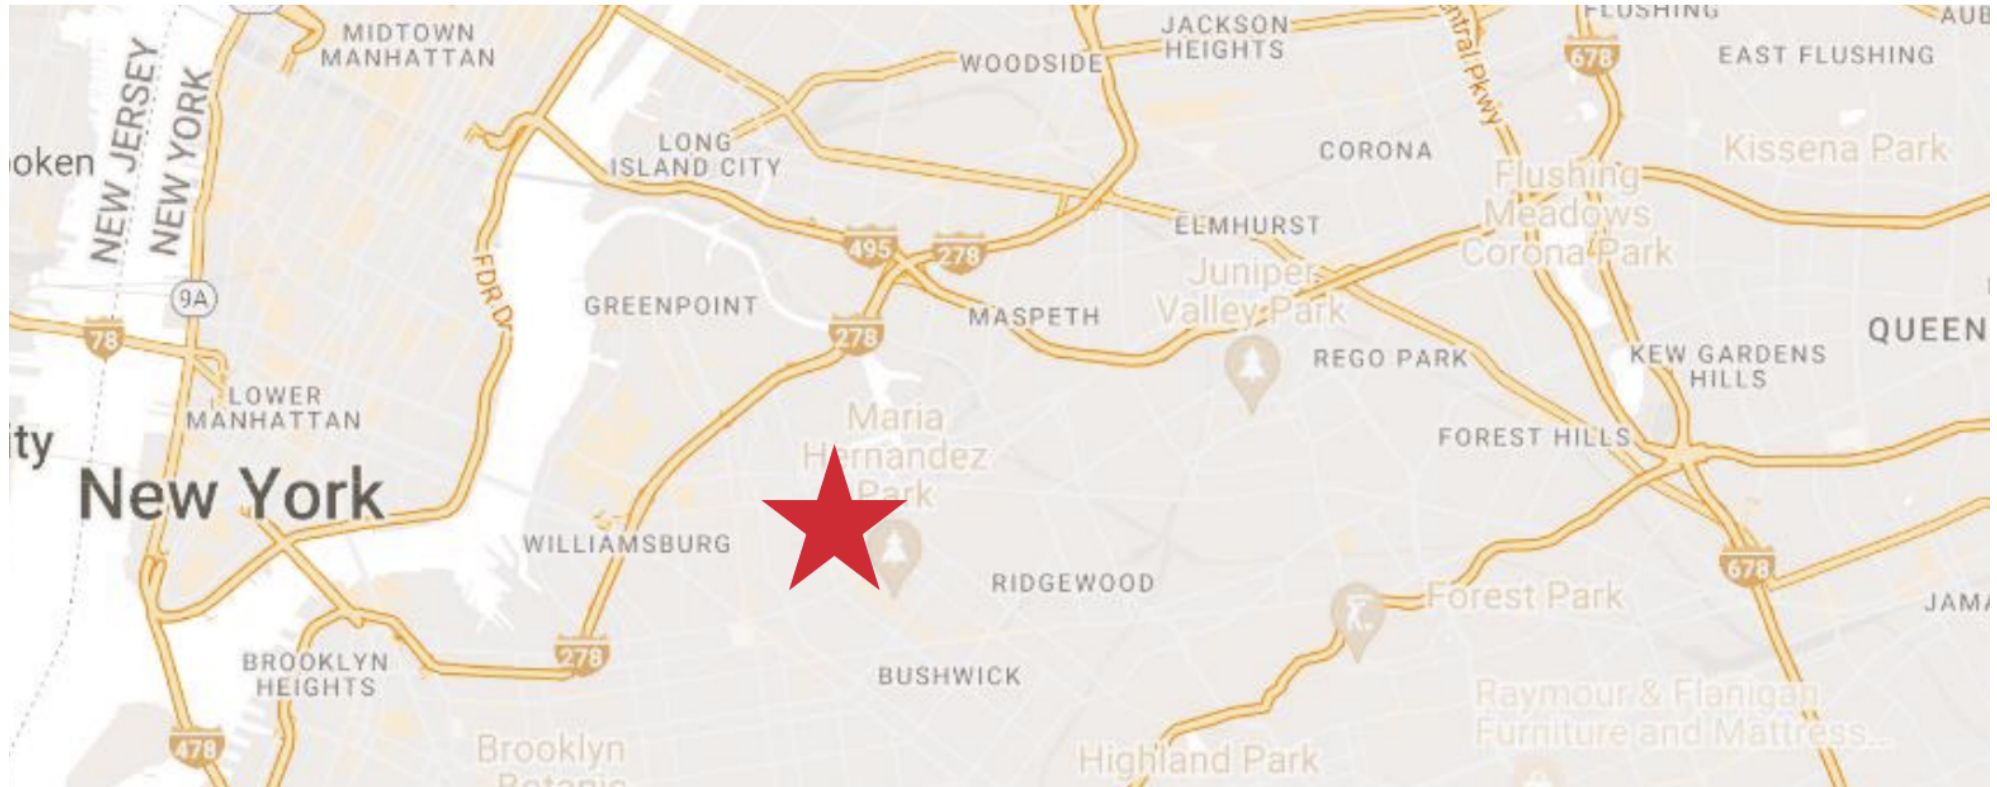 MIDTOWN
MANHATTAN
JACKSON
HEIGHTS
FLUSHING
AUB
WOODSIDE
EAST FLUSHING
678
ntral Pkwy
NEW JERSEY
NEW YORK
oken
LONG
ISLAND CITY
CORONA
Kissena Park
Flushing
Meadows
Corona Park
ELMHURST
495
278
FDR Dr
Juniper
Valley Park
9A
GREENPOINT
MASPETH
78
278
QUEEN
REGO PARK
KEW GARDENS
HILLS
LOWER
MANHATTAN
Maria
Hernandez
Park
FOREST HILLS
ity
New York
WILLIAMSBURG
RIDGEWOOD
678
Forest Park
JAMA
278
BROOKLYN
HEIGHTS
BUSHWICK
Raymour & Flanigan
Furniture and Mattress...
478
Brooklyn
Botanic
Highland Park